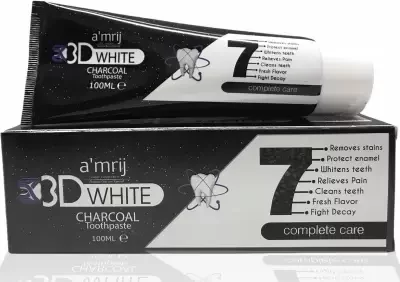 a'mrij
3D WHITE
CHARCOAL
Toothpaste
100ML ℮
7
Removes stains
Protect enamel
Whitens teeth
Relieves Pain
Cleans teeth
Fresh Flavor
Fight Decay
complete care
a'mrij
3D WHITE
CHARCOAL
Toothpaste
100ML ℮
7
Removes stains
Protect enamel
Whitens teeth
Relieves Pain
Cleans teeth
Fresh Flavor
Fight Decay
complete care